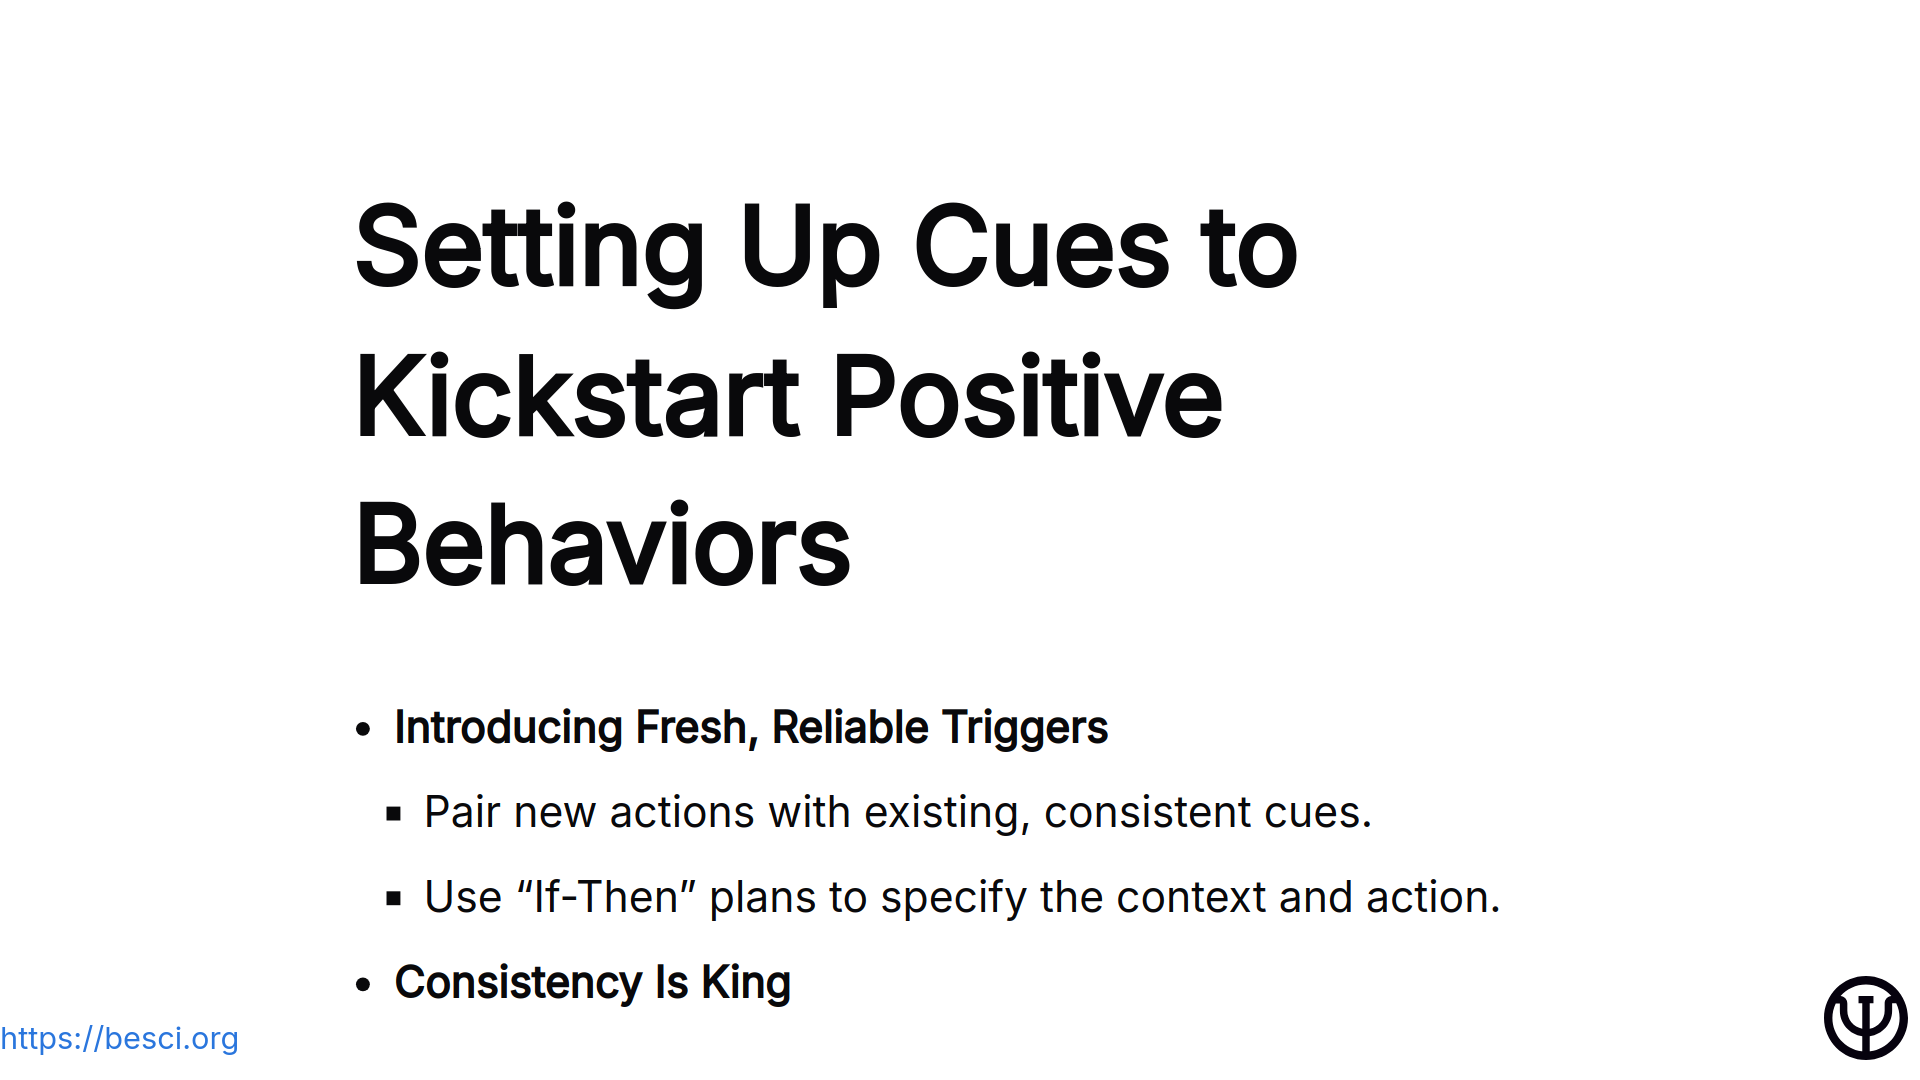 Setting Up Cues to
Kickstart Positive
Behaviors
• Introducing Fresh, Reliable Triggers
▪ Pair new actions with existing, consistent cues.
▪ Use “If-Then” plans to specify the context and action.
• Consistency Is King
https://besci.org